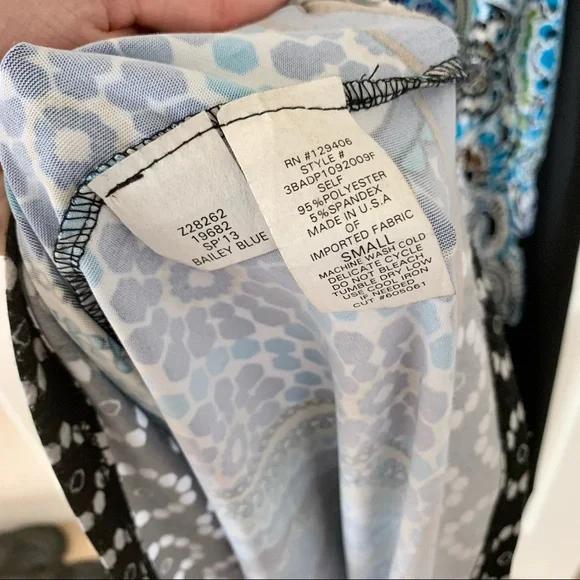 Z28262
19682
SP'13
BAILEY BLUE
RN #129406
STYLE #
3BADP1092009F
SELF
95%POLYESTER
5%SPANDEX
MADE IN U.S.A
OF
IMPORTED FABRIC
SMALL
MACHINE WASH COLD
DELICATE CYCLE
DO NOT BLEACH
TUMBLE DRY LOW
USE COOL IRON
IF NEEDED
CUT #605061